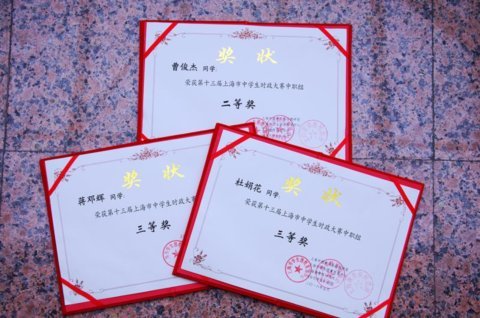 奖 状
曹俊杰 同学:
荣获第十三届上海市中学生时政大赛中职组
二等奖
奖 状
蒋邓辉 同学:
荣获第十三届上海市中学生时政大赛
三等奖
奖 状
杜娟花 同学:
荣获第十三届上海市中学生时政大赛中职组
三等奖